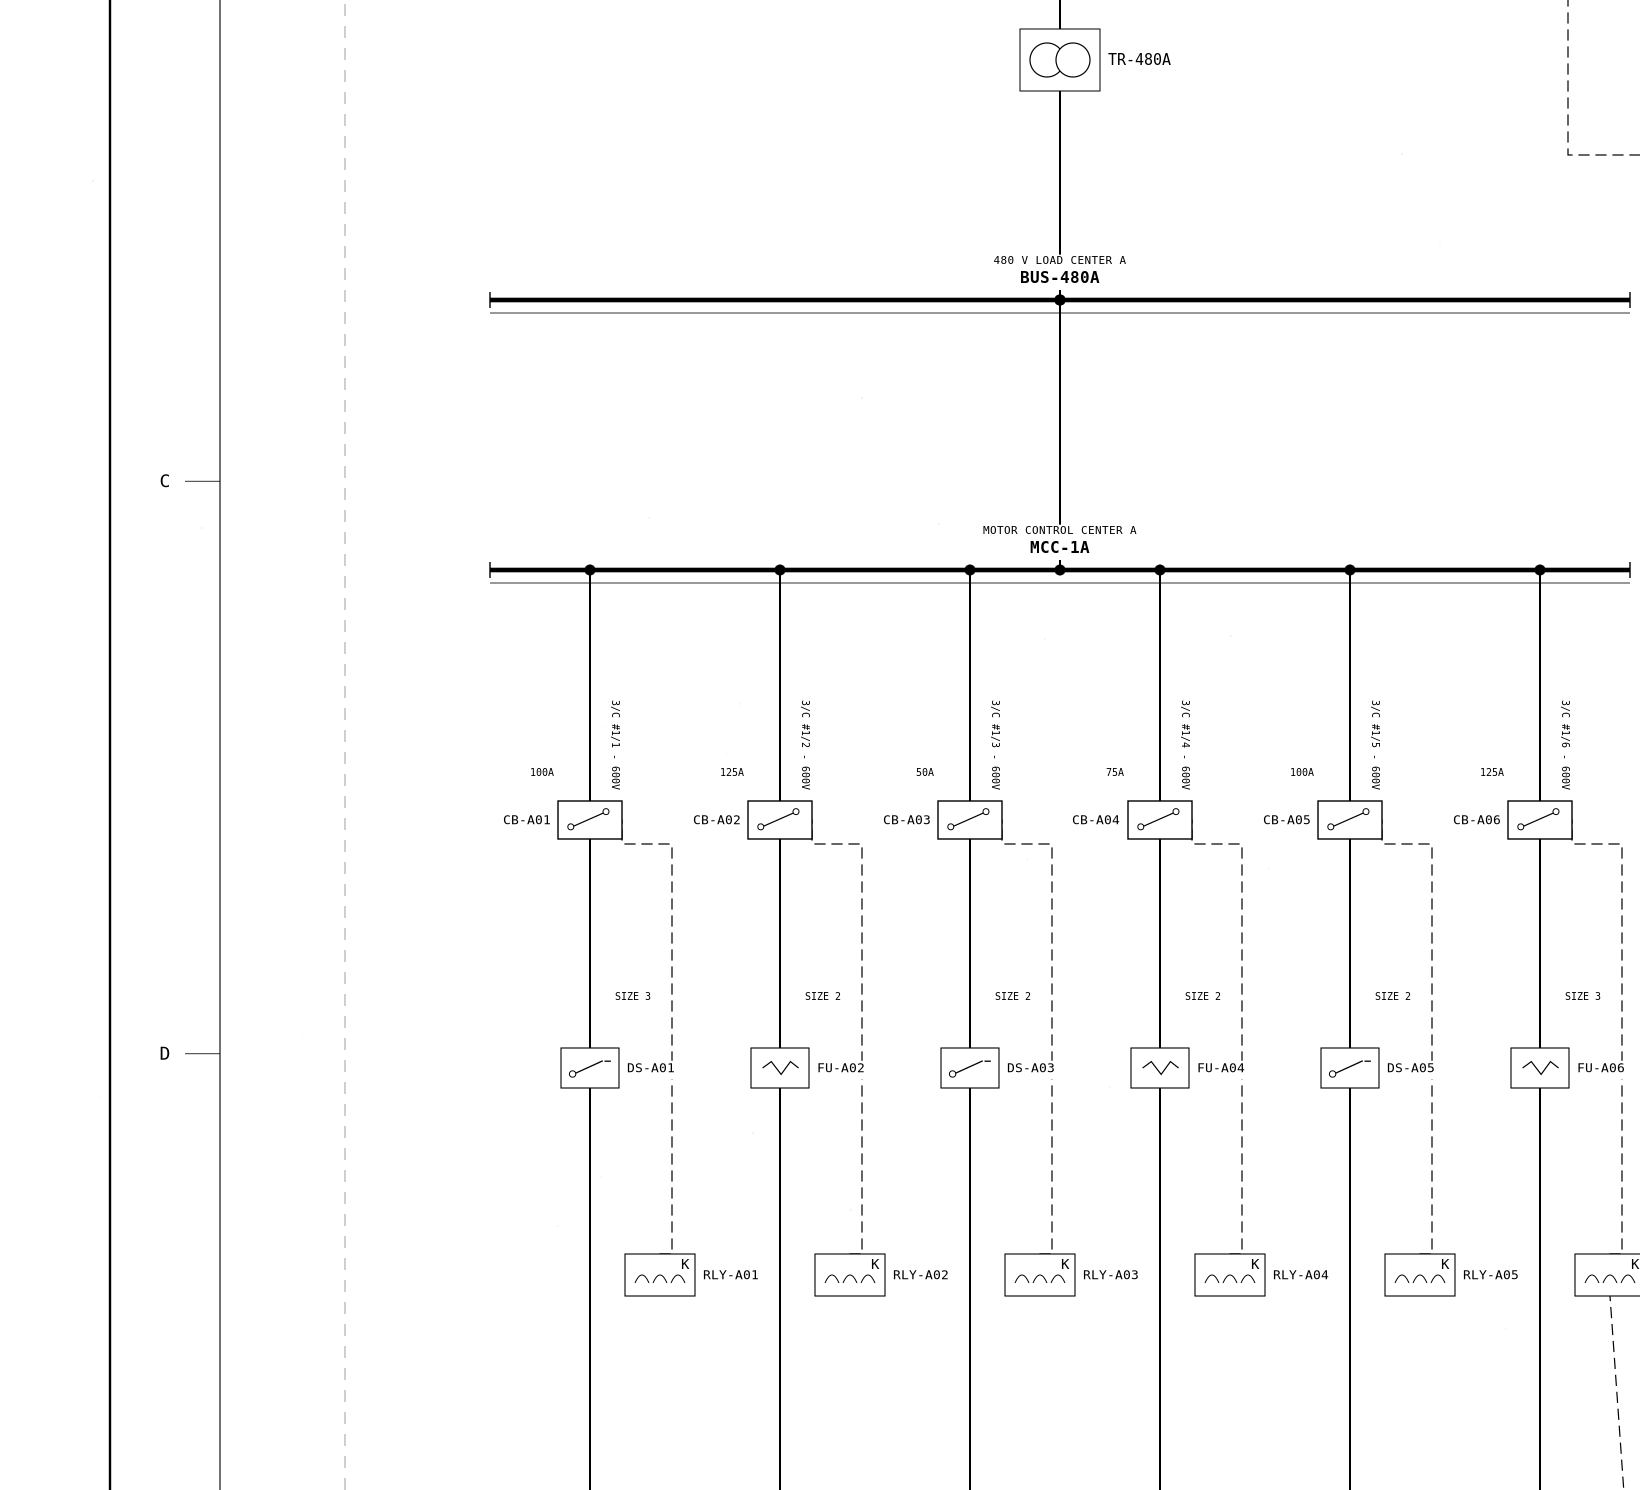 TR-480A
480 V LOAD CENTER A
BUS-480A
C
MOTOR CONTROL CENTER A
MCC-1A
3/C #1/1 - 600V
3/C #1/2 - 600V
3/C #1/3 - 600V
3/C #1/4 - 600V
3/C #1/5 - 600V
3/C #1/6 - 600V
100A
125A
50A
75A
100A
125A
CB-A01
CB-A02
CB-A03
CB-A04
CB-A05
CB-A06
SIZE 3
SIZE 2
SIZE 2
SIZE 2
SIZE 2
SIZE 3
D
DS-A01
FU-A02
DS-A03
FU-A04
DS-A05
FU-A06
K
K
K
K
K
K
RLY-A01
RLY-A02
RLY-A03
RLY-A04
RLY-A05